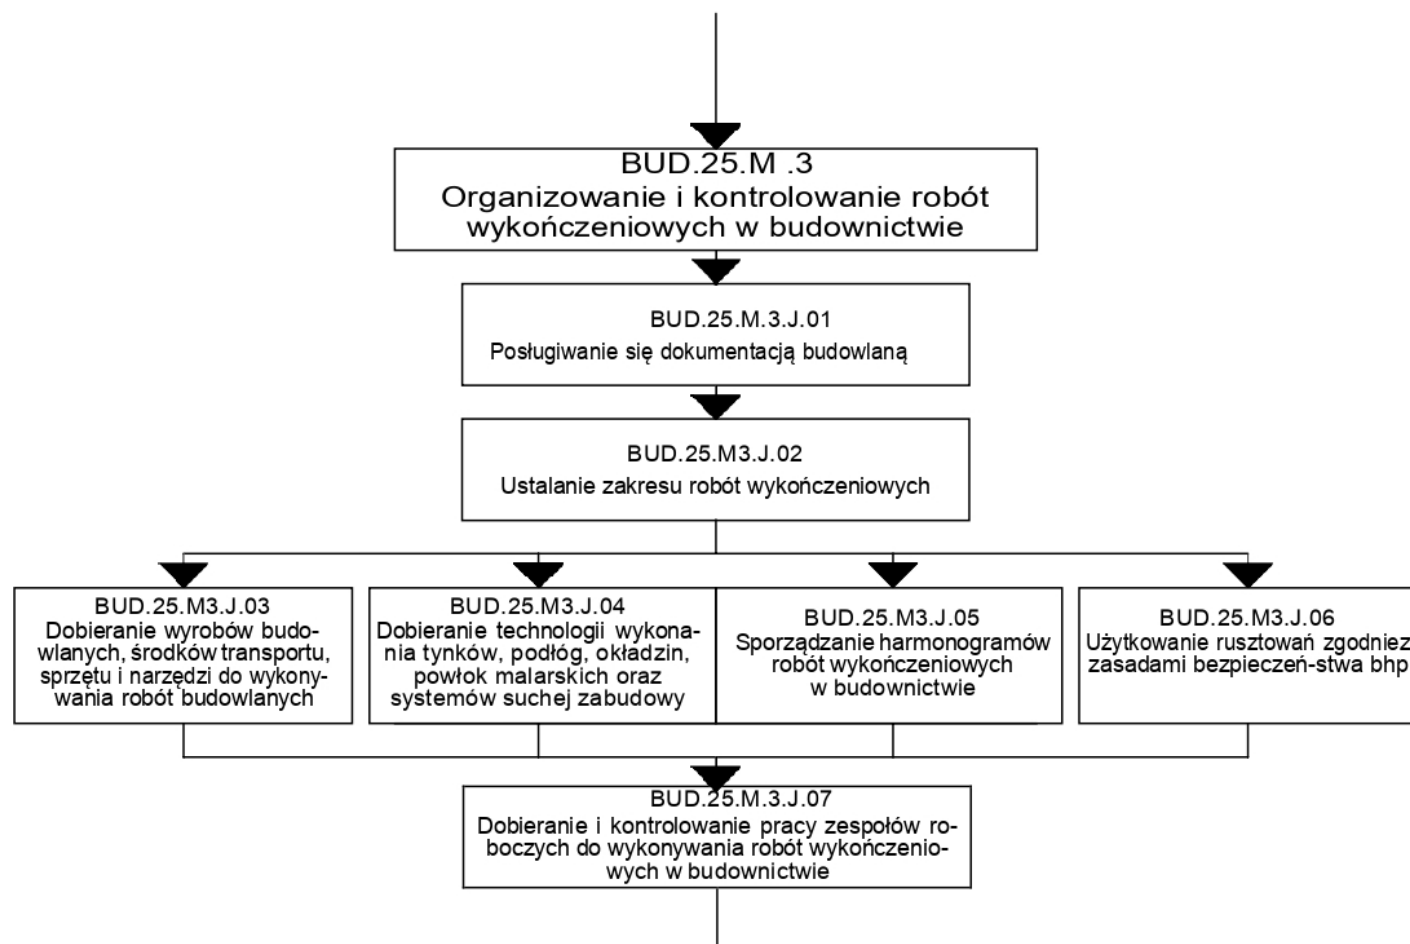 BUD.25.M .3
Organizowanie i kontrolowanie robót
wykończeniowych w budownictwie
BUD.25.M.3.J.01
Posługiwanie się dokumentacją budowlaną
BUD.25.M3.J.02
Ustalanie zakresu robót wykończeniowych
BUD.25.M3.J.03
Dobieranie wyrobów budo-
wlanych, środków transportu,
sprzętu i narzędzi do wykony-
wania robót budowlanych
BUD.25.M3.J.04
Dobieranie technologii wykona-
nia tynków, podłóg, okładzin,
powłok malarskich oraz
systemów suchej zabudowy
BUD.25.M3.J.05
Sporządzanie harmonogramów
robót wykończeniowych
w budownictwie
BUD.25.M3.J.06
Użytkowanie rusztowań zgodniez
zasadami bezpieczeń-stwa bhp
BUD.25.M.3.J.07
Dobieranie i kontrolowanie pracy zespołów ro-
boczych do wykonywania robót wykończenio-
wych w budownictwie